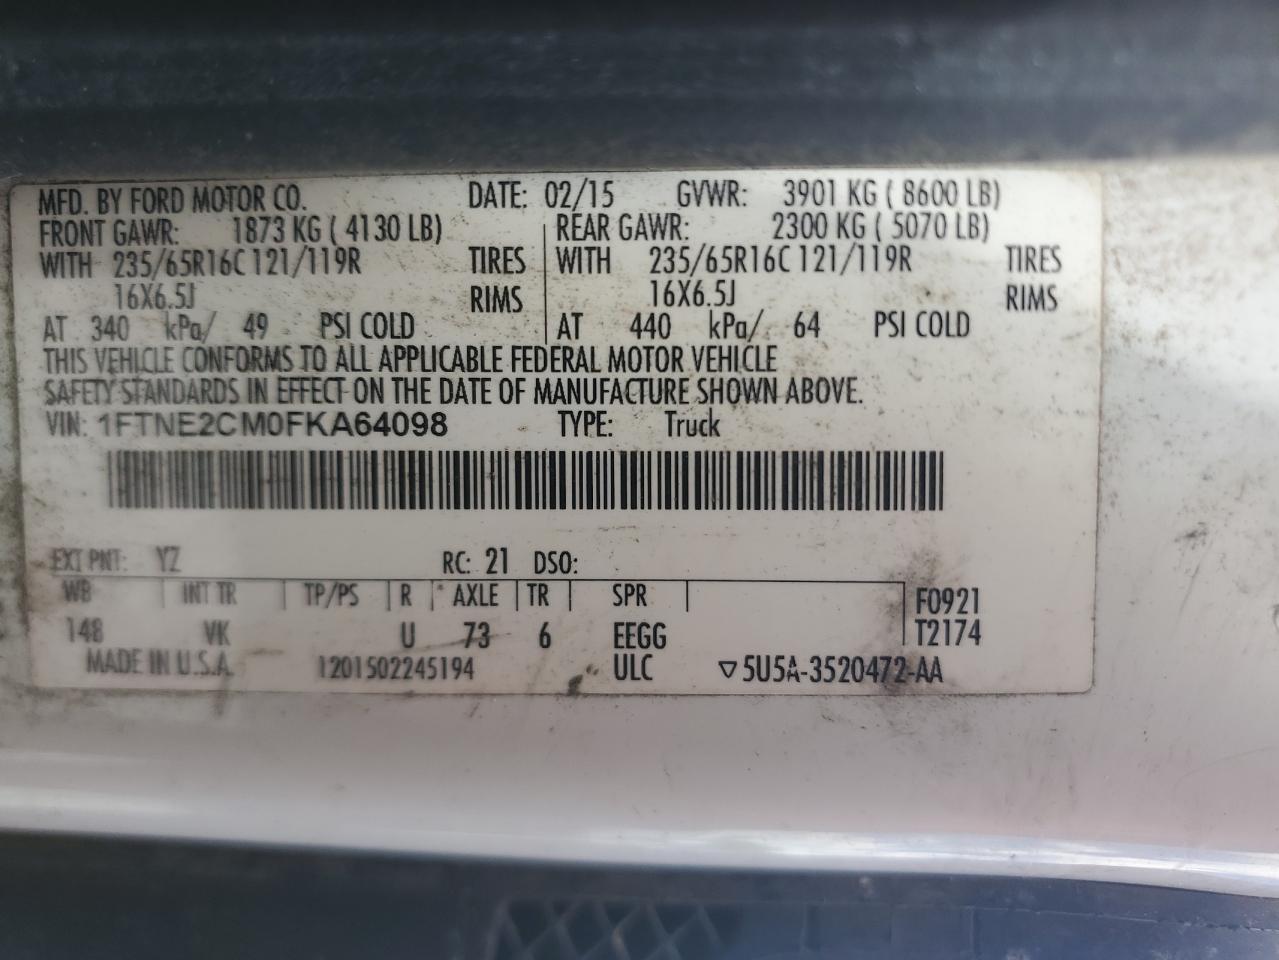 MFD. BY FORD MOTOR CO. DATE: 02/15 GVWR: 3901 KG ( 8600 LB)
FRONT GAWR: 1873 KG ( 4130 LB) REAR GAWR: 2300 KG ( 5070 LB)
WITH 235/65R16C 121/119R TIRES WITH 235/65R16C 121/119R TIRES
16X6.5J RIMS 16X6.5J RIMS
AT 340 kPa/ 49 PSI COLD AT 440 kPa/ 64 PSI COLD
THIS VEHICLE CONFORMS TO ALL APPLICABLE FEDERAL MOTOR VEHICLE
SAFETY STANDARDS IN EFFECT ON THE DATE OF MANUFACTURE SHOWN ABOVE.
VIN: 1FTNE2CM0FKA64098 TYPE: Truck
EXT PNT: YZ RC: 21 DSO:
WB INT TR TP/PS R AXLE TR SPR F0921
148 VK U 73 6 EEGG T2174
MADE IN U.S.A. 1201502245194 ULC ▽5U5A-3520472-AA